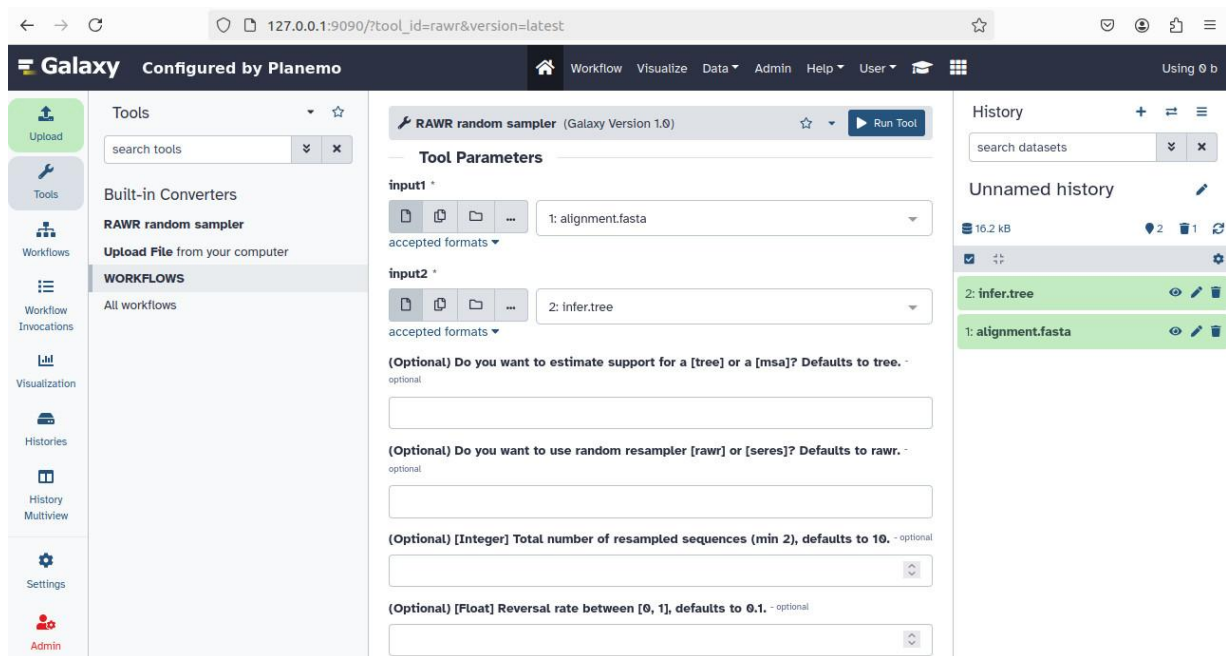 127.0.0.1:9090/?tool_id=rawr&version=latest
Galaxy Configured by Planemo
Workflow Visualize Data Admin Help User Using 0 b
Upload
Tools
Workflows
Workflow
Invocations
Visualization
Histories
History
Multiview
Settings
Admin
Tools
search tools
Built-in Converters
RAWR random sampler
Upload File from your computer
WORKFLOWS
All workflows
RAWR random sampler (Galaxy Version 1.0) Run Tool
Tool Parameters
input1 *
1: alignment.fasta
accepted formats
input2 *
2: infer.tree
accepted formats
(Optional) Do you want to estimate support for a [tree] or a [msa]? Defaults to tree. -
optional
(Optional) Do you want to use random resampler [rawr] or [seres]? Defaults to rawr. -
optional
(Optional) [Integer] Total number of resampled sequences (min 2), defaults to 10. - optional
(Optional) [Float] Reversal rate between [0, 1], defaults to 0.1. - optional
History
search datasets
Unnamed history
16.2 kB 2 1
2: infer.tree
1: alignment.fasta